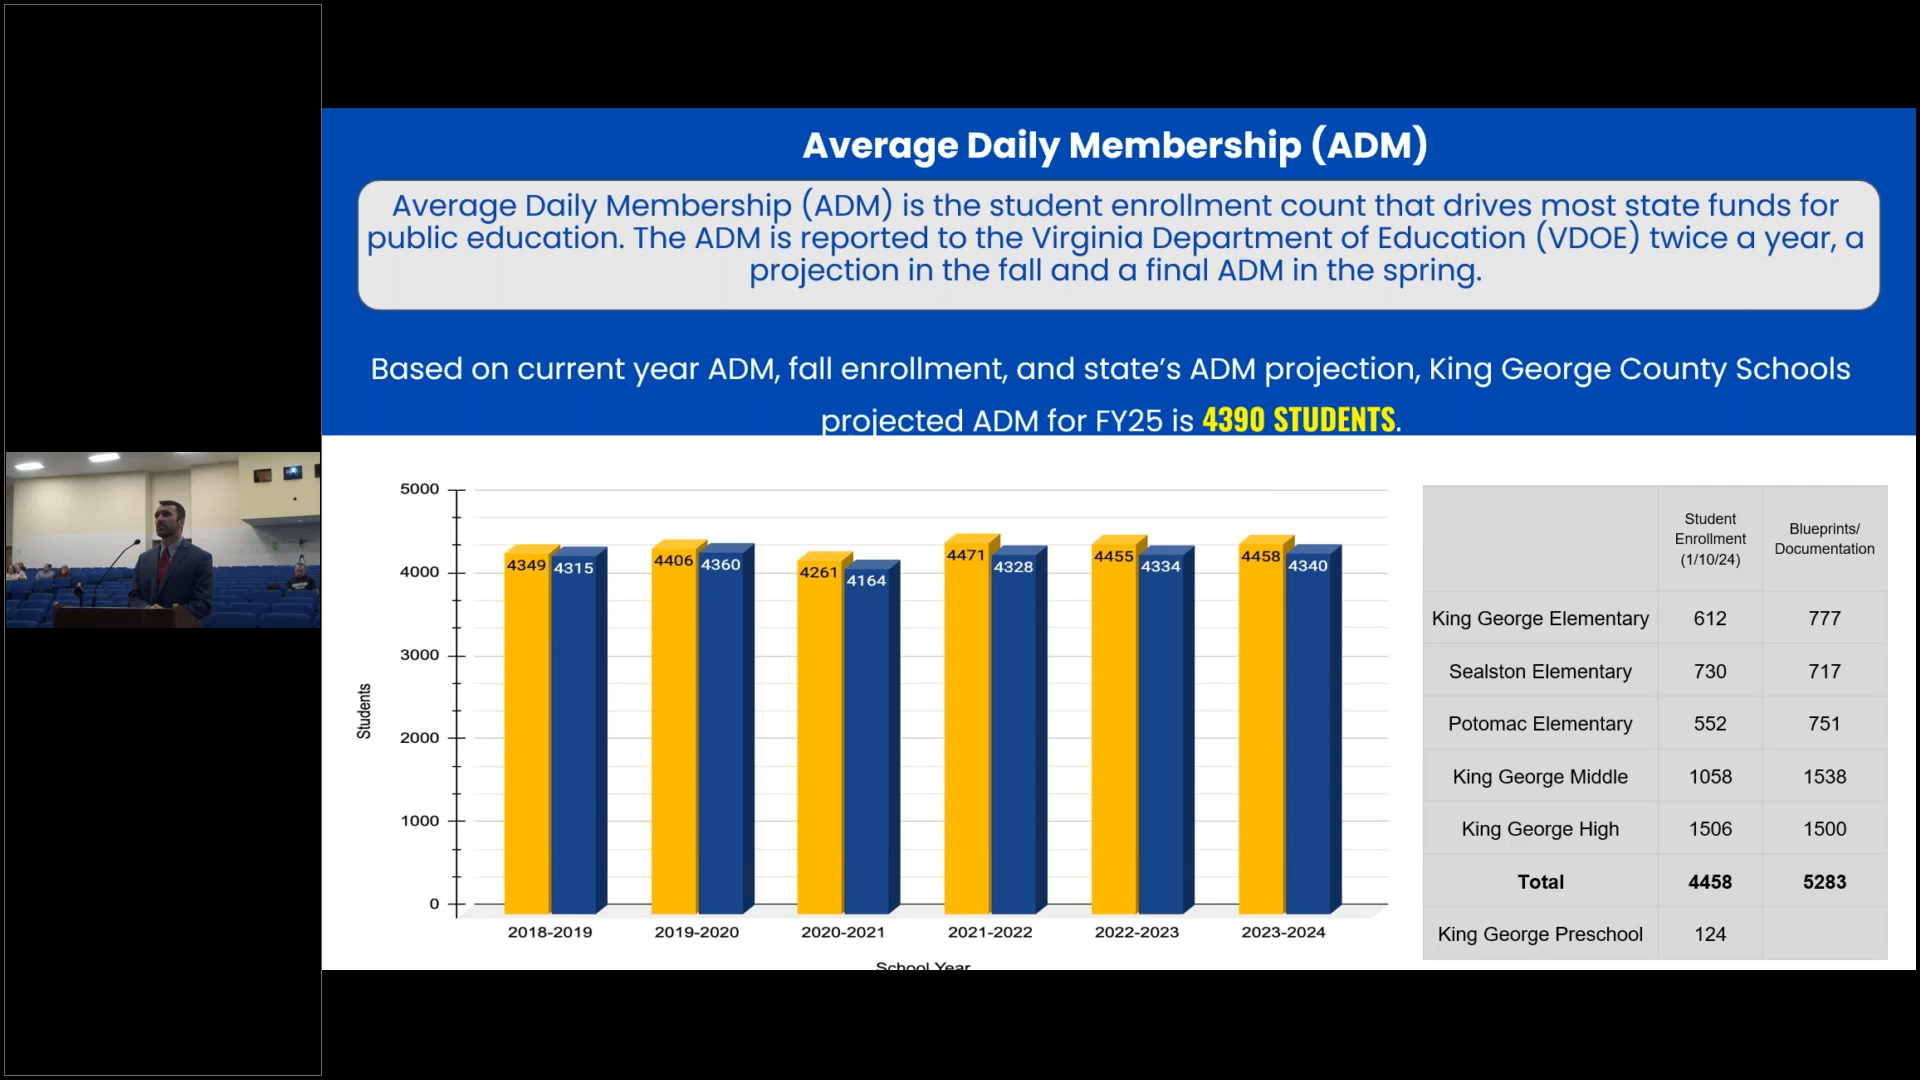 Average Daily Membership (ADM)
Average Daily Membership (ADM) is the student enrollment count that drives most state funds for
public education. The ADM is reported to the Virginia Department of Education (VDOE) twice a year, a
projection in the fall and a final ADM in the spring.
Based on current year ADM, fall enrollment, and state's ADM projection, King George County Schools
projected ADM for FY25 is 4390 STUDENTS.
5000
4000
3000
2000
1000
0
Students
4349 4315
4406 4360
4261 4164
4471 4328
4455 4334
4458 4340
2018-2019 2019-2020 2020-2021 2021-2022 2022-2023 2023-2024
School Year
Student
Enrollment
(1/10/24)
Blueprints/
Documentation
King George Elementary 612 777
Sealston Elementary 730 717
Potomac Elementary 552 751
King George Middle 1058 1538
King George High 1506 1500
Total 4458 5283
King George Preschool 124